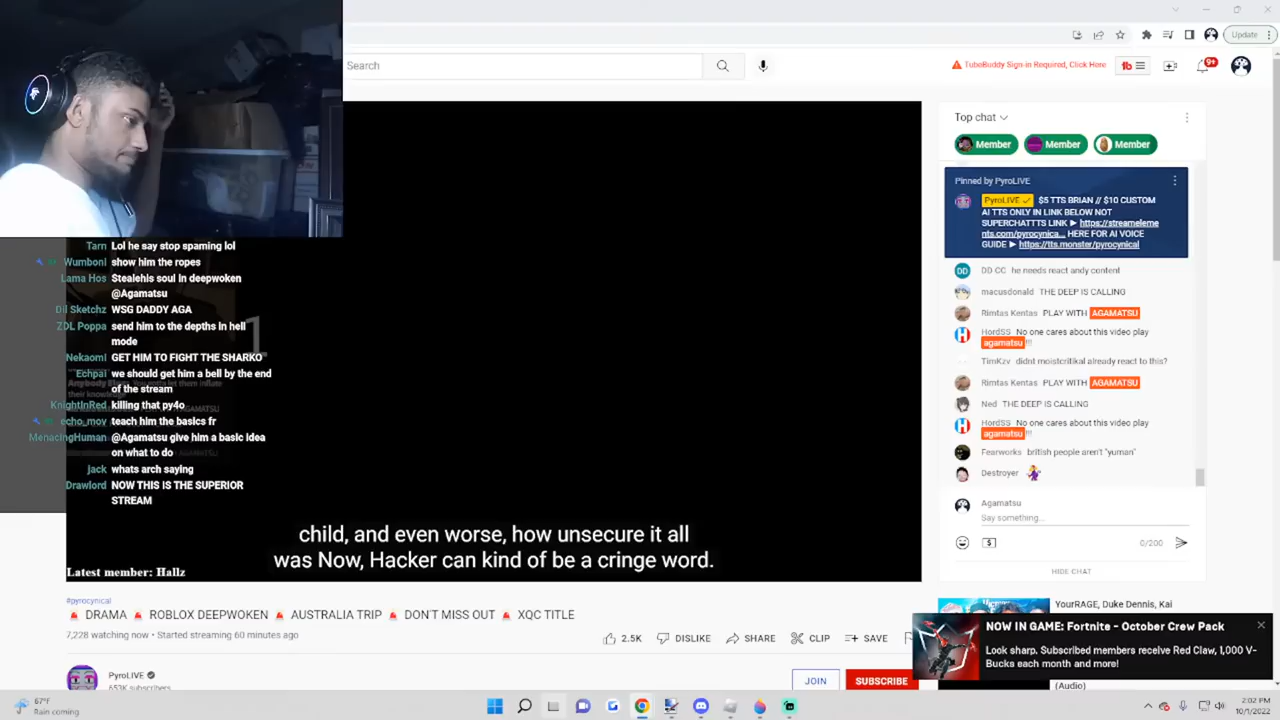 Update
Search
TubeBuddy Sign-in Required, Click Here
tb
9+
Top chat
Member
Member
Member
Pinned by PyroLIVE
PyroLIVE $5 TTS BRIAN // $10 CUSTOM
AI TTS ONLY IN LINK BELOW NOT
SUPERCHATTTS LINK ► https://streameleme
nts.com/pyrocynica... HERE FOR AI VOICE
GUIDE ► https://tts.monster/pyrocynical
DD CC he needs react andy content
macusdonald THE DEEP IS CALLING
Rimtas Kentas PLAY WITH AGAMATSU
HordSS No one cares about this video play
agamatsu !!!
TimKzv didnt moistcritikal already react to this?
Rimtas Kentas PLAY WITH AGAMATSU
Ned THE DEEP IS CALLING
HordSS No one cares about this video play
agamatsu !!!
Fearworks british people aren't "yuman"
Destroyer
Agamatsu
Say something...
0/200
HIDE CHAT
Tarn Lol he say stop spaming lol
Wumboni show him the ropes
Lama Hos Stealehis soul in deepwoken
@Agamatsu
Dil Sketchz WSG DADDY AGA
ZDL Poppa send him to the depths in hell
mode
Nekaomi GET HIM TO FIGHT THE SHARKO
Echpai we should get him a bell by the end
of the stream
KnightInRed killing that py4o
echo_mov teach him the basics fr
MenacingHuman @Agamatsu give him a basic idea
on what to do
jack whats arch saying
Drawlord NOW THIS IS THE SUPERIOR
STREAM
1
child, and even worse, how unsecure it all
was Now, Hacker can kind of be a cringe word.
Latest member: Hallz
#pyrocynical
DRAMA ROBLOX DEEPWOKEN AUSTRALIA TRIP DON'T MISS OUT XQC TITLE
7,228 watching now • Started streaming 60 minutes ago
2.5K DISLIKE SHARE CLIP SAVE
PyroLIVE
653K subscribers
JOIN SUBSCRIBE
YourRAGE, Duke Dennis, Kai
NOW IN GAME: Fortnite - October Crew Pack
Look sharp. Subscribed members receive Red Claw, 1,000 V-
Bucks each month and more!
(Audio)
67°F
Rain coming
2:02 PM
10/1/2022